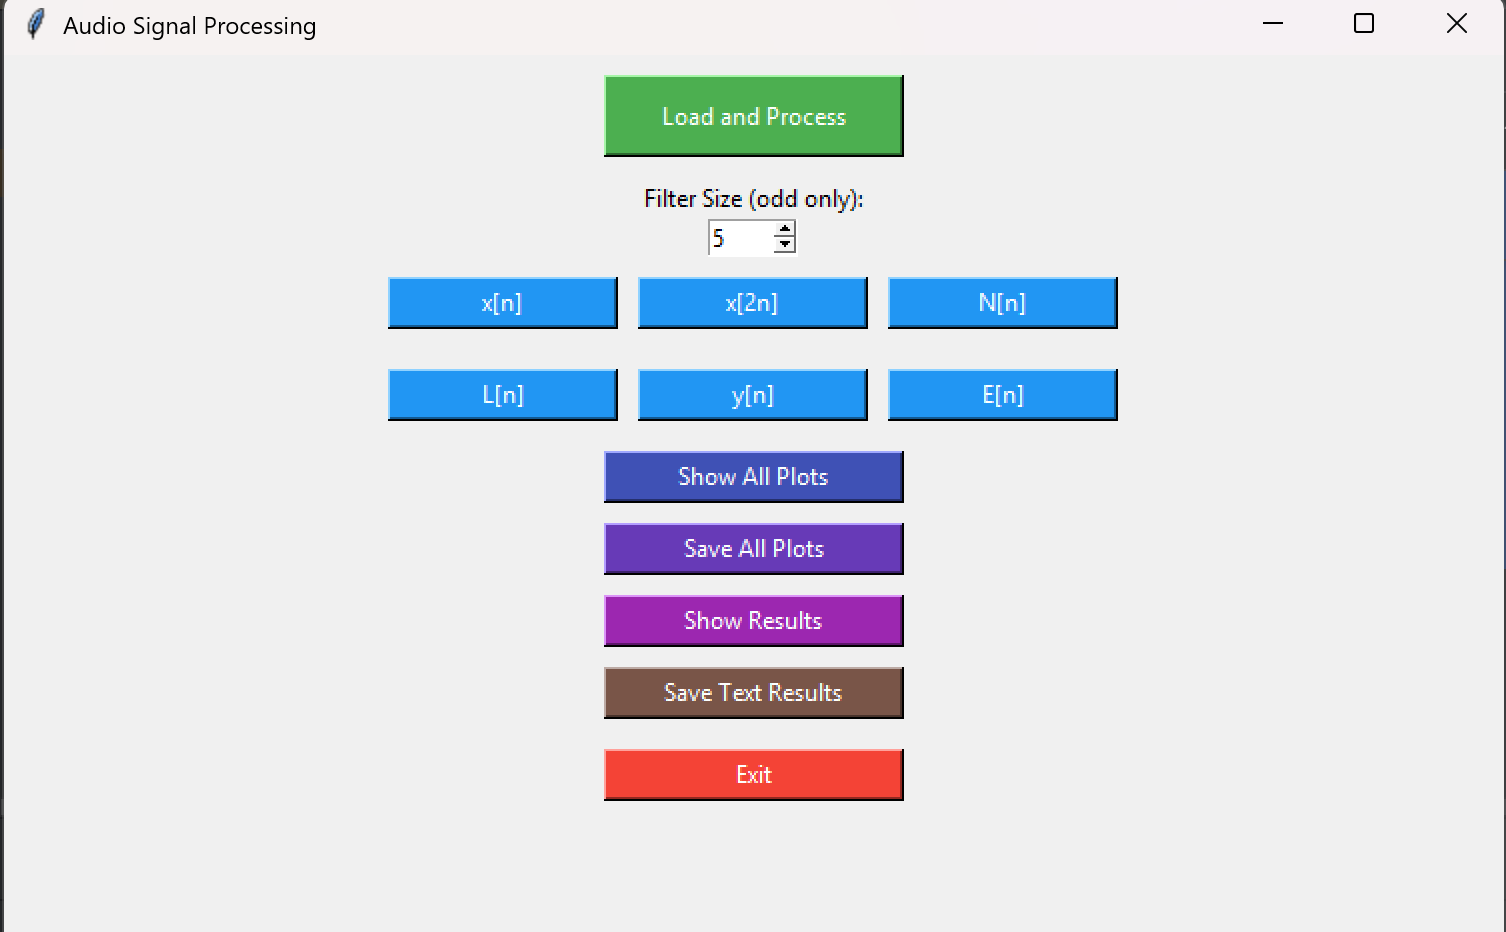 Audio Signal Processing
Load and Process
Filter Size (odd only):
5
x[n] x[2n] N[n]
L[n] y[n] E[n]
Show All Plots
Save All Plots
Show Results
Save Text Results
Exit